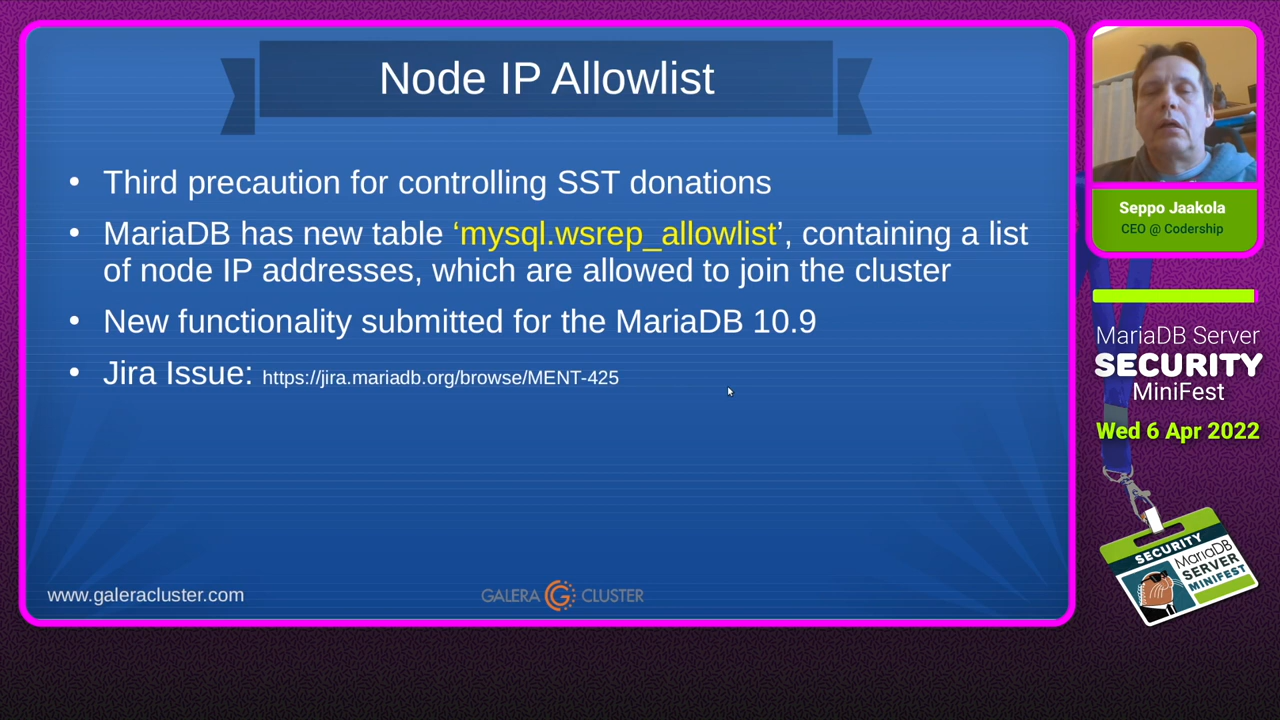 Node IP Allowlist
• Third precaution for controlling SST donations
• MariaDB has new table ‘mysql.wsrep_allowlist’, containing a list
of node IP addresses, which are allowed to join the cluster
• New functionality submitted for the MariaDB 10.9
• Jira Issue: https://jira.mariadb.org/browse/MENT-425
www.galeracluster.com
GALERA CLUSTER
Seppo Jaakola
CEO @ Codership
MariaDB Server
SECURITY
MiniFest
Wed 6 Apr 2022
SECURITY
MariaDB
SERVER
MINIFEST